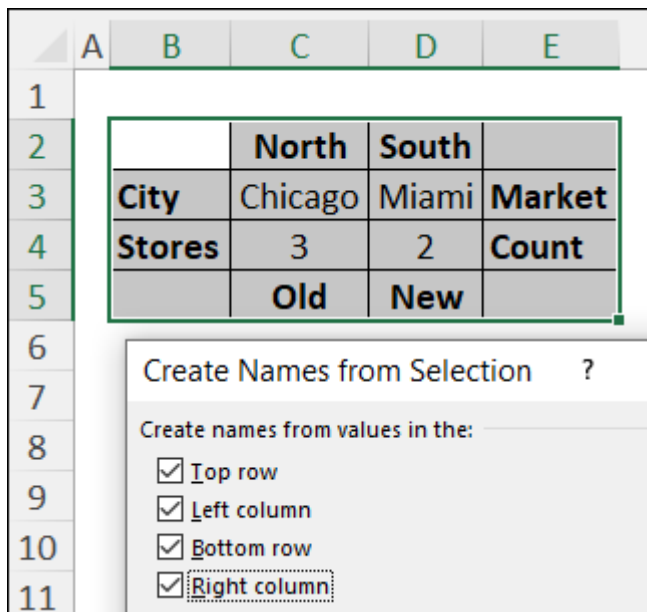 A B C D E
1
2 North South
3 City Chicago Miami Market
4 Stores 3 2 Count
5 Old New
6
7
8
9
10
11
Create Names from Selection ?
Create names from values in the:
Top row
Left column
Bottom row
Right column